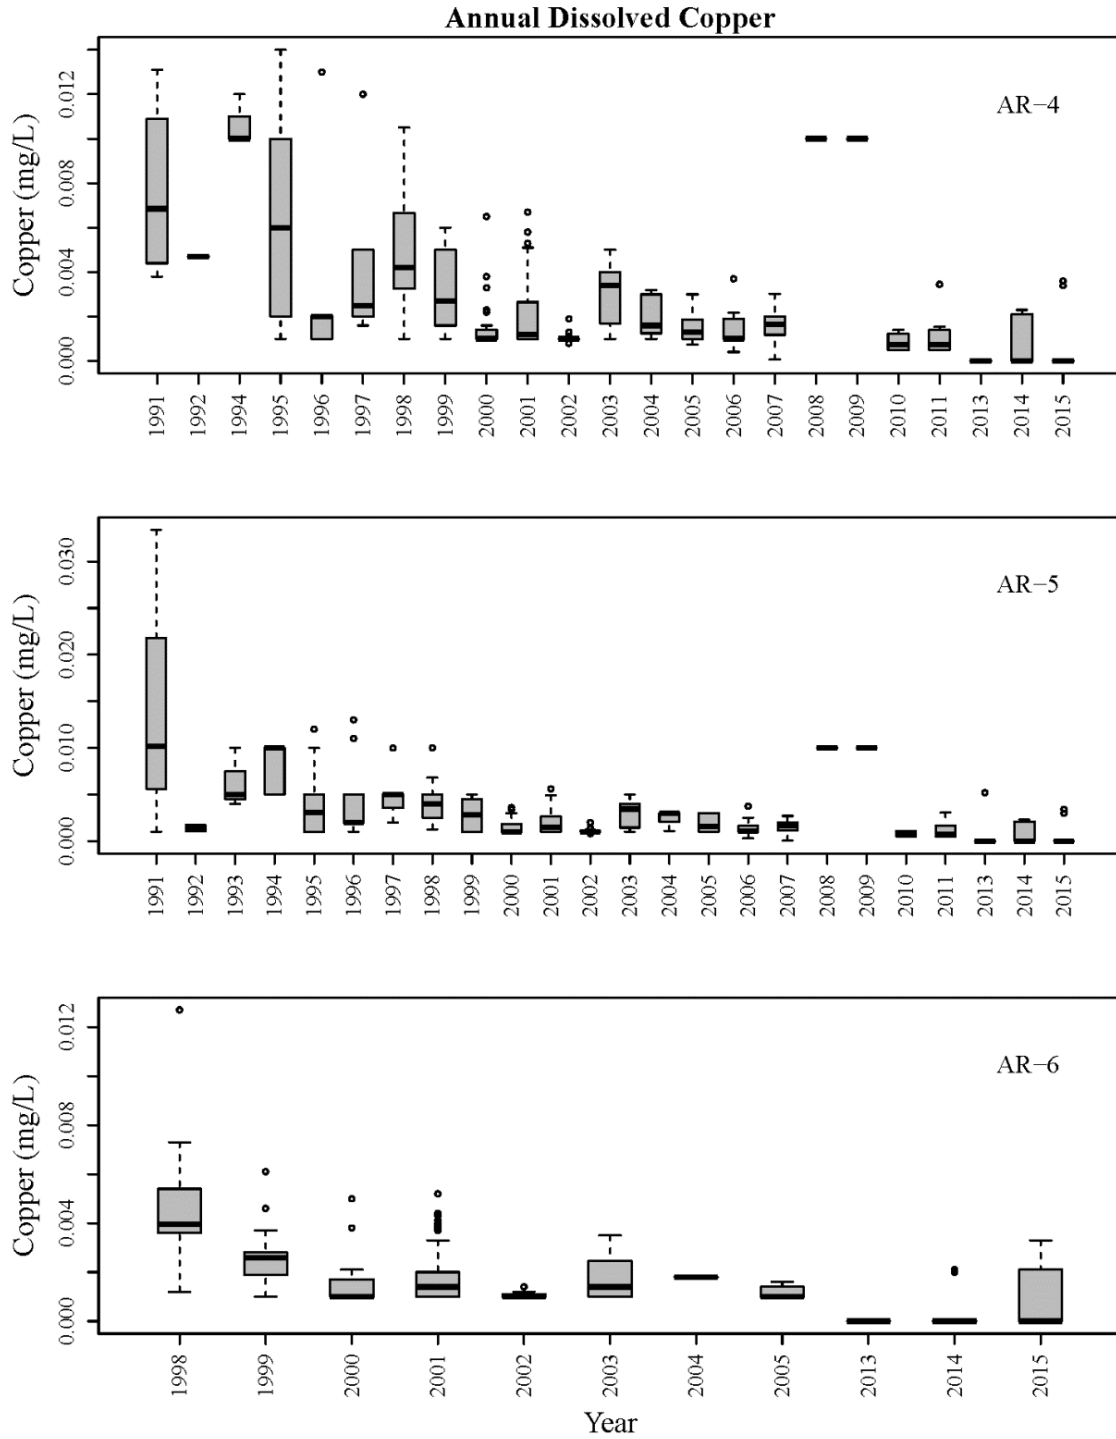 Annual Dissolved Copper
AR−4
Copper (mg/L)
0.000 0.004 0.008 0.012
1991 1992 1994 1995 1996 1997 1998 1999 2000 2001 2002 2003 2004 2005 2006 2007 2008 2009 2010 2011 2013 2014 2015
AR−5
Copper (mg/L)
0.000 0.010 0.020 0.030
1991 1992 1993 1994 1995 1996 1997 1998 1999 2000 2001 2002 2003 2004 2005 2006 2007 2008 2009 2010 2011 2013 2014 2015
AR−6
Copper (mg/L)
0.000 0.004 0.008 0.012
1998 1999 2000 2001 2002 2003 2004 2005 2013 2014 2015
Year